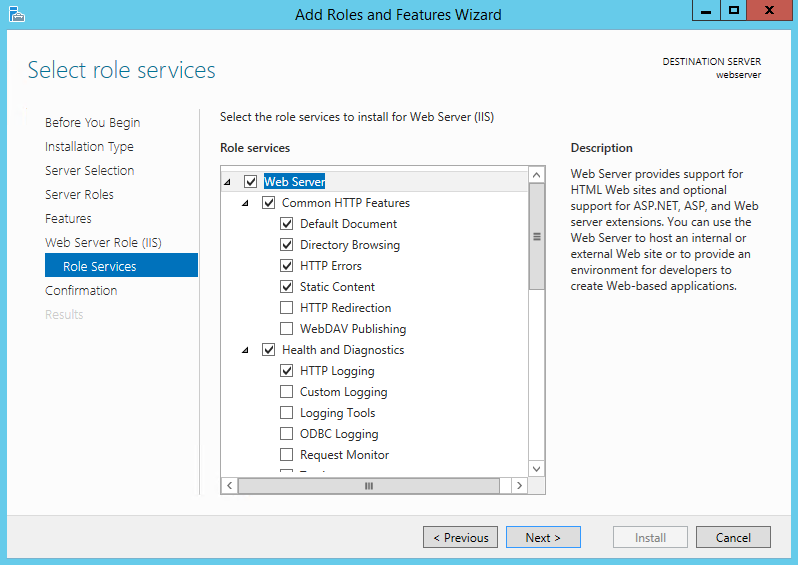 Add Roles and Features Wizard
Select role services
DESTINATION SERVER
webserver
Before You Begin
Installation Type
Server Selection
Server Roles
Features
Web Server Role (IIS)
Role Services
Confirmation
Results
Select the role services to install for Web Server (IIS)
Role services
Web Server
Common HTTP Features
Default Document
Directory Browsing
HTTP Errors
Static Content
HTTP Redirection
WebDAV Publishing
Health and Diagnostics
HTTP Logging
Custom Logging
Logging Tools
ODBC Logging
Request Monitor
Description
Web Server provides support for
HTML Web sites and optional
support for ASP.NET, ASP, and Web
server extensions. You can use the
Web Server to host an internal or
external Web site or to provide an
environment for developers to
create Web-based applications.
< Previous
Next >
Install
Cancel